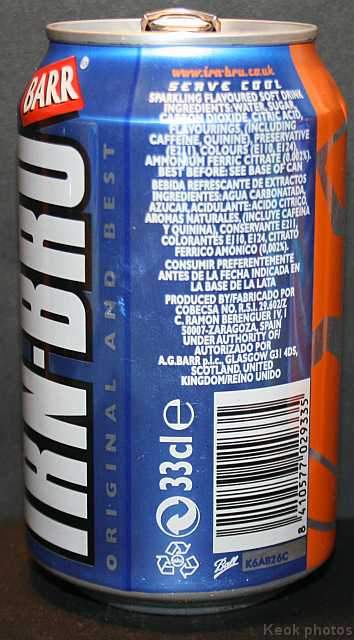 BARR
®
IRN-BRU
ORIGINAL AND BEST
www.irn-bru.co.uk
SERVE COOL
SPARKLING FLAVOURED SOFT DRINK
INGREDIENTS: WATER, SUGAR,
CARBON DIOXIDE, CITRIC ACID,
FLAVOURINGS, (INCLUDING
CAFFEINE, QUININE), PRESERVATIVE
(E211), COLOURS (E110, E124),
AMMONIUM FERRIC CITRATE (0,002%).
BEST BEFORE: SEE BASE OF CAN
BEBIDA REFRESCANTE DE EXTRACTOS
INGREDIENTES: AGUA CARBONATADA,
AZUCAR, ACIDULANTE: ACIDO CITRICO,
AROMAS NATURALES, (INCLUYE CAFEINA
Y QUININA), CONSERVANTE E211,
COLORANTES E110, E124, CITRATO
FERRICO AMONICO (0,002%).
CONSUMIR PREFERENTEMENTE
ANTES DE LA FECHA INDICADA EN
LA BASE DE LA LATA
PRODUCED BY/FABRICADO POR
COBECSA NO. R.S.I. 29.602/Z
C. RAMON BERENGUER IV, 1
50007-ZARAGOZA, SPAIN
UNDER AUTHORITY OF/
AUTORIZADO POR
A.G.BARR p.l.c., GLASGOW G31 4DS,
SCOTLAND, UNITED
KINGDOM/REINO UNIDO
33cl e
8 410577 029335
Ball K6A826C
Keok photos